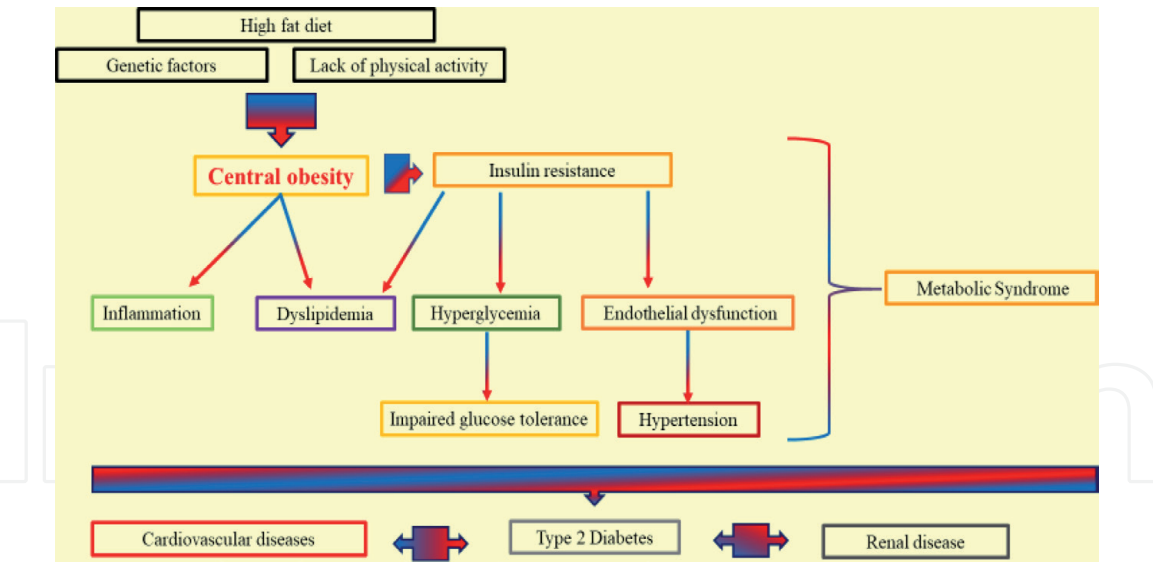 High fat diet
Genetic factors
Lack of physical activity
Central obesity
Insulin resistance
Inflammation
Dyslipidemia
Hyperglycemia
Endothelial dysfunction
Metabolic Syndrome
Impaired glucose tolerance
Hypertension
Cardiovascular diseases
Type 2 Diabetes
Renal disease